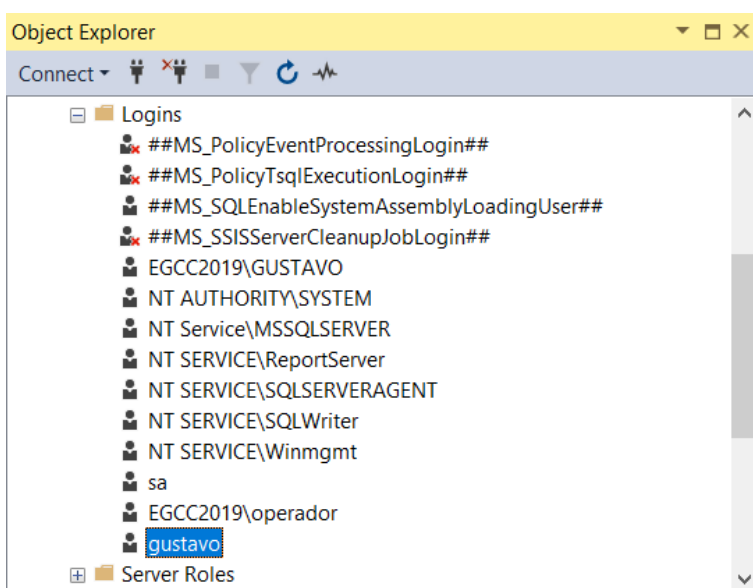 Object Explorer
Connect
Logins
##MS_PolicyEventProcessingLogin##
##MS_PolicyTsqlExecutionLogin##
##MS_SQLEnableSystemAssemblyLoadingUser##
##MS_SSISServerCleanupJobLogin##
EGCC2019\GUSTAVO
NT AUTHORITY\SYSTEM
NT Service\MSSQLSERVER
NT SERVICE\ReportServer
NT SERVICE\SQLSERVERAGENT
NT SERVICE\SQLWriter
NT SERVICE\Winmgmt
sa
EGCC2019\operador
gustavo
Server Roles